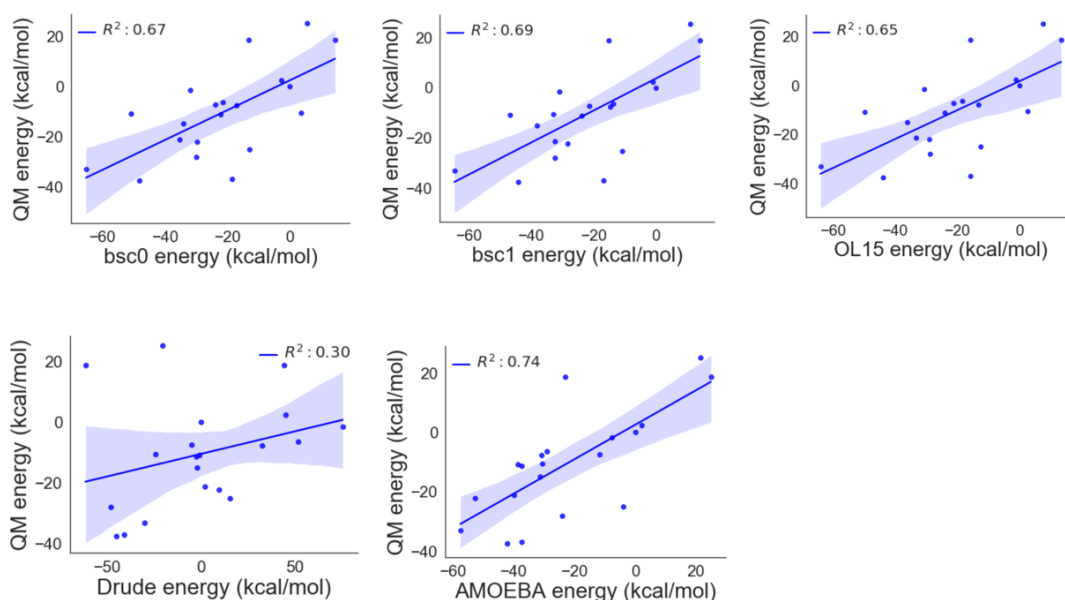 R² : 0.67
QM energy (kcal/mol)
20
0
−20
−40
−60 −40 −20 0
bsc0 energy (kcal/mol)
R² : 0.69
QM energy (kcal/mol)
20
0
−20
−40
−60 −40 −20 0
bsc1 energy (kcal/mol)
R² : 0.65
QM energy (kcal/mol)
20
0
−20
−40
−60 −40 −20 0
OL15 energy (kcal/mol)
R² : 0.30
QM energy (kcal/mol)
20
0
−20
−40
−50 0 50
Drude energy (kcal/mol)
R² : 0.74
QM energy (kcal/mol)
20
0
−20
−40
−60 −40 −20 0 20
AMOEBA energy (kcal/mol)